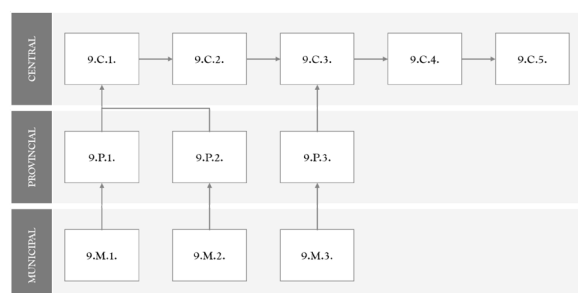 CENTRAL
9.C.1.
9.C.2.
9.C.3.
9.C.4.
9.C.5.
PROVINCIAL
9.P.1.
9.P.2.
9.P.3.
MUNICIPAL
9.M.1.
9.M.2.
9.M.3.